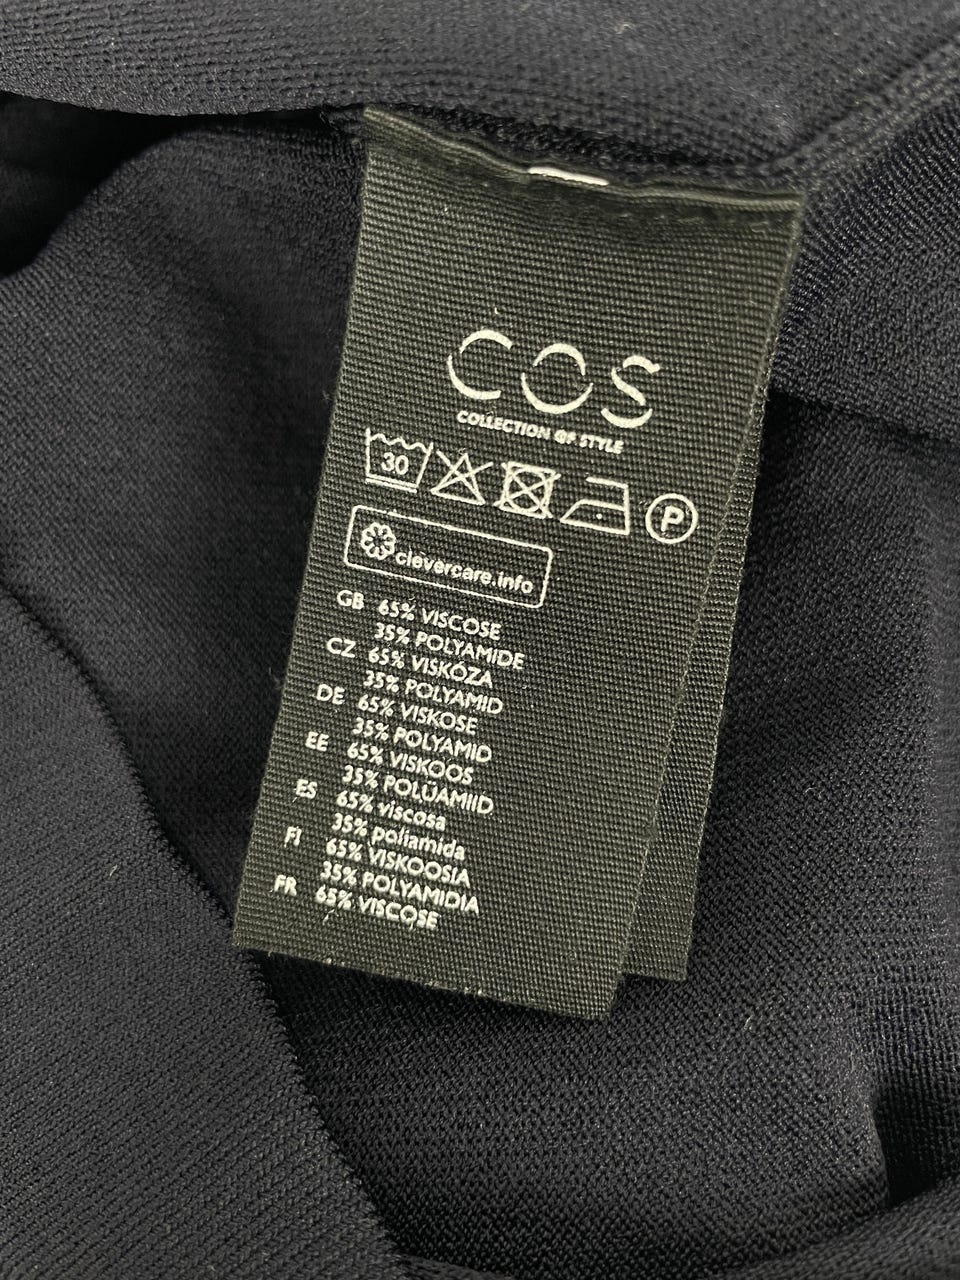 COS
COLLECTION OF STYLE
30 P
clevercare.info
GB 65% VISCOSE
35% POLYAMIDE
CZ 65% VISKÓZA
35% POLYAMID
DE 65% VISKOSE
35% POLYAMID
EE 65% VISKOOS
35% POLÜAMIID
ES 65% viscosa
35% poliamida
FI 65% VISKOOSIA
35% POLYAMIDIA
FR 65% VISCOSE